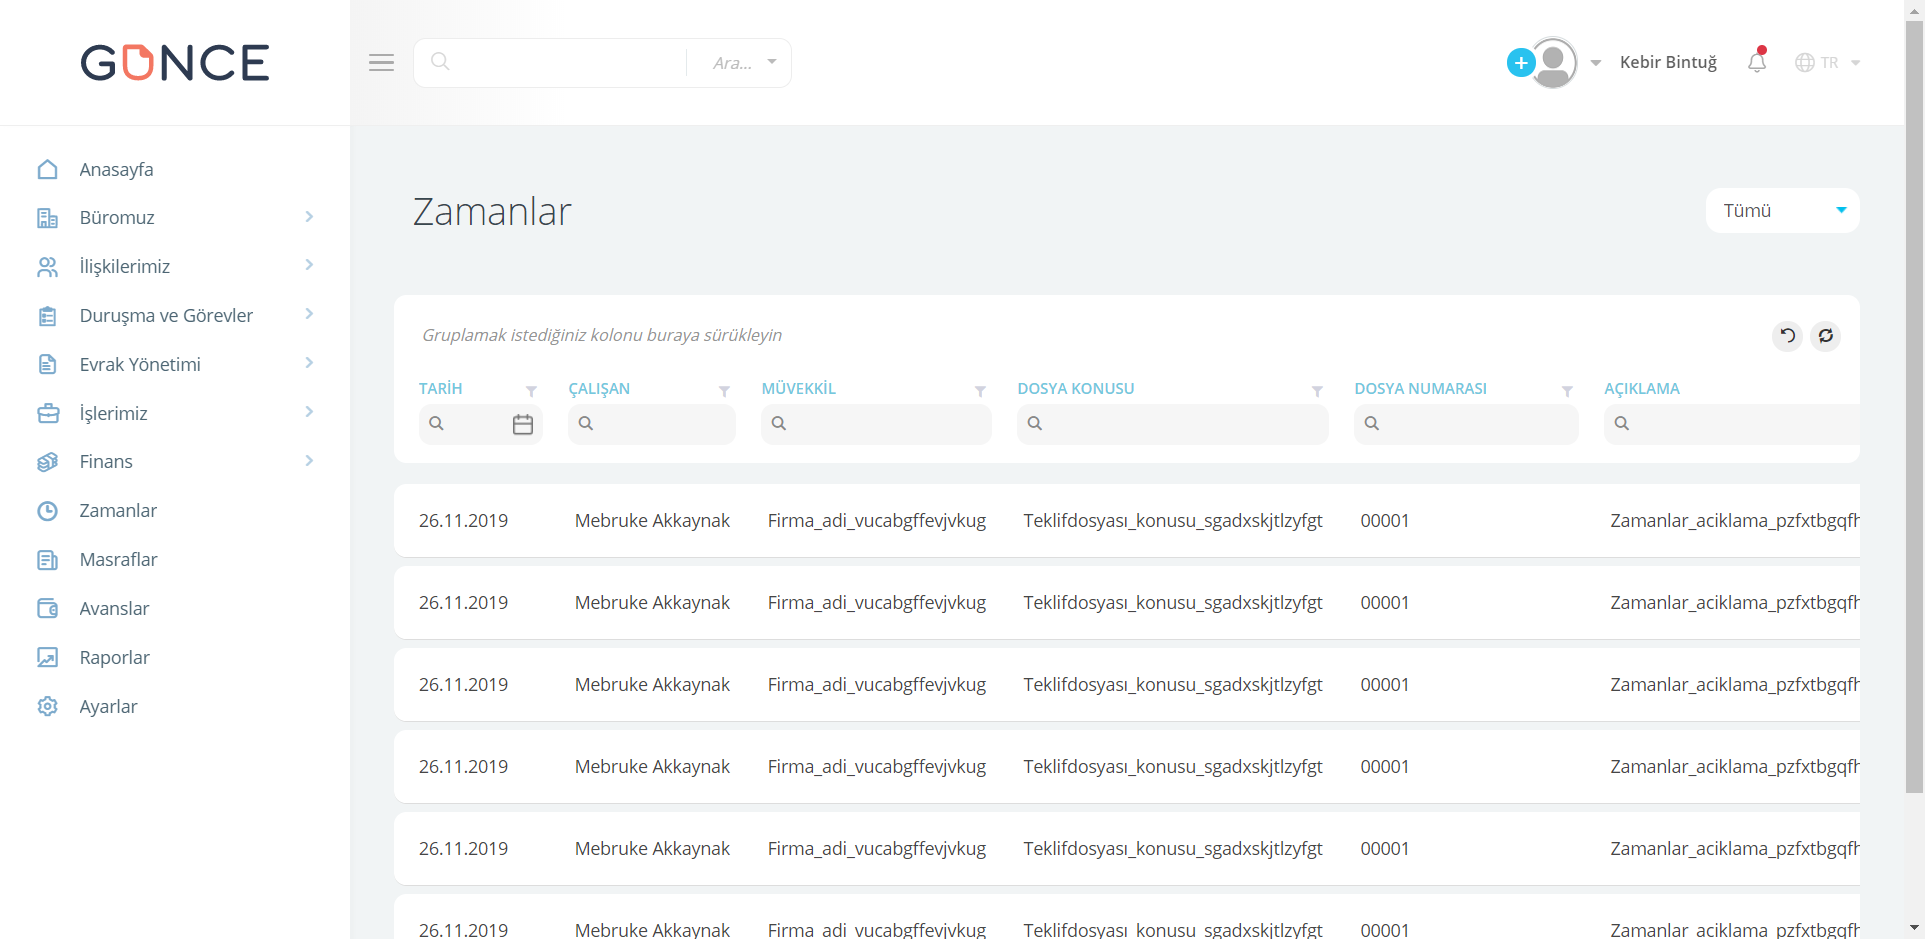 GÜNCE
Ara...
Kebir Bintuğ
TR
Anasayfa
Büromuz
İlişkilerimiz
Duruşma ve Görevler
Evrak Yönetimi
İşlerimiz
Finans
Zamanlar
Masraflar
Avanslar
Raporlar
Ayarlar
Zamanlar
Tümü
Gruplamak istediğiniz kolonu buraya sürükleyin
TARİH ÇALIŞAN MÜVEKKİL DOSYA KONUSU DOSYA NUMARASI AÇIKLAMA
26.11.2019 Mebruke Akkaynak Firma_adi_vucabgffevjvkug Teklifdosyası_konusu_sgadxskjtlzyfgt 00001 Zamanlar_aciklama_pzfxtbgqfh
26.11.2019 Mebruke Akkaynak Firma_adi_vucabgffevjvkug Teklifdosyası_konusu_sgadxskjtlzyfgt 00001 Zamanlar_aciklama_pzfxtbgqfh
26.11.2019 Mebruke Akkaynak Firma_adi_vucabgffevjvkug Teklifdosyası_konusu_sgadxskjtlzyfgt 00001 Zamanlar_aciklama_pzfxtbgqfh
26.11.2019 Mebruke Akkaynak Firma_adi_vucabgffevjvkug Teklifdosyası_konusu_sgadxskjtlzyfgt 00001 Zamanlar_aciklama_pzfxtbgqfh
26.11.2019 Mebruke Akkaynak Firma_adi_vucabgffevjvkug Teklifdosyası_konusu_sgadxskjtlzyfgt 00001 Zamanlar_aciklama_pzfxtbgqfh
26.11.2019 Mebruke Akkaynak Firma_adi_vucabgffevjvkug Teklifdosyası_konusu_sgadxskjtlzyfgt 00001 Zamanlar_aciklama_pzfxtbgqfh